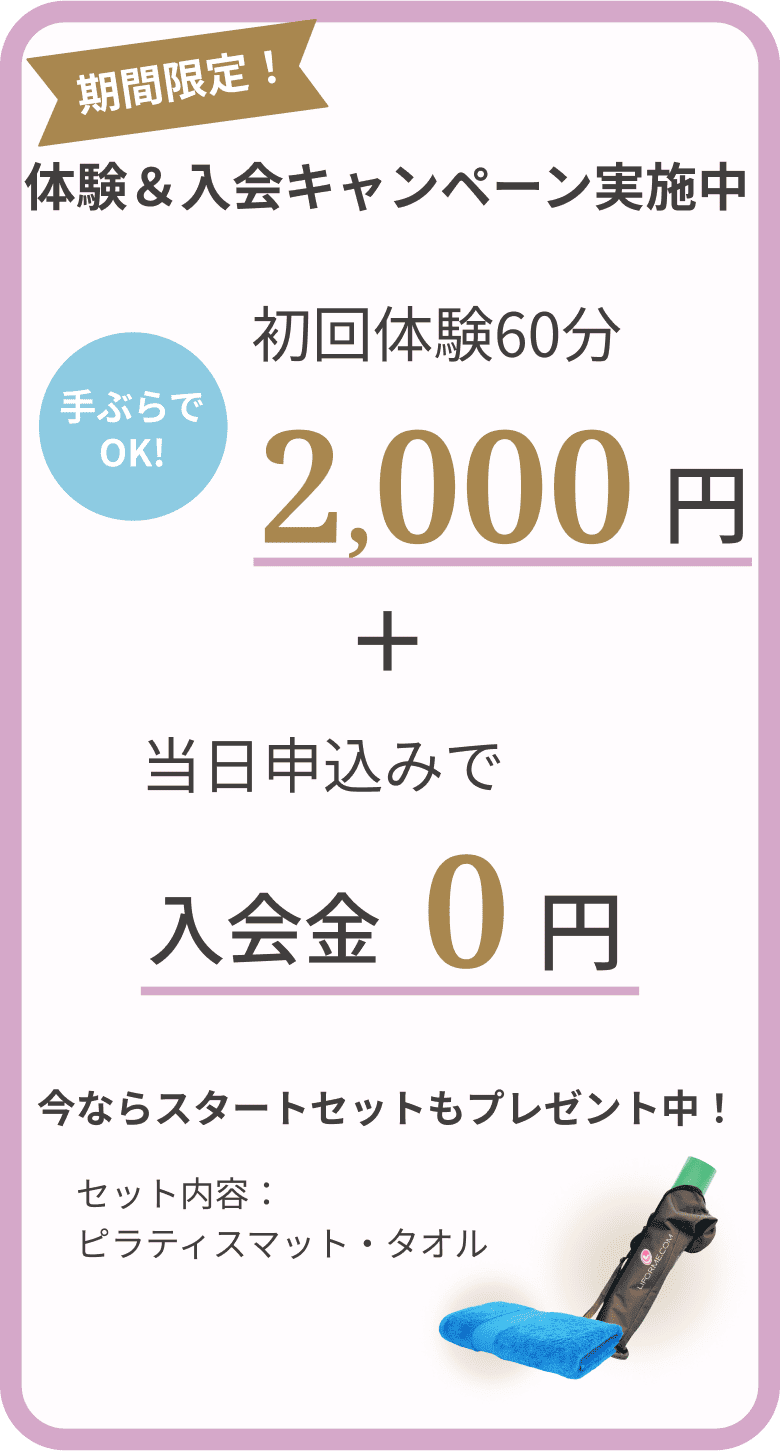 期間限定！
体験＆入会キャンペーン実施中
初回体験60分
手ぶらで
OK!
2,000 円
＋
当日申込みで
入会金 0 円
今ならスタートセットもプレゼント中！
セット内容：
ピラティスマット・タオル
LIFORME.COM